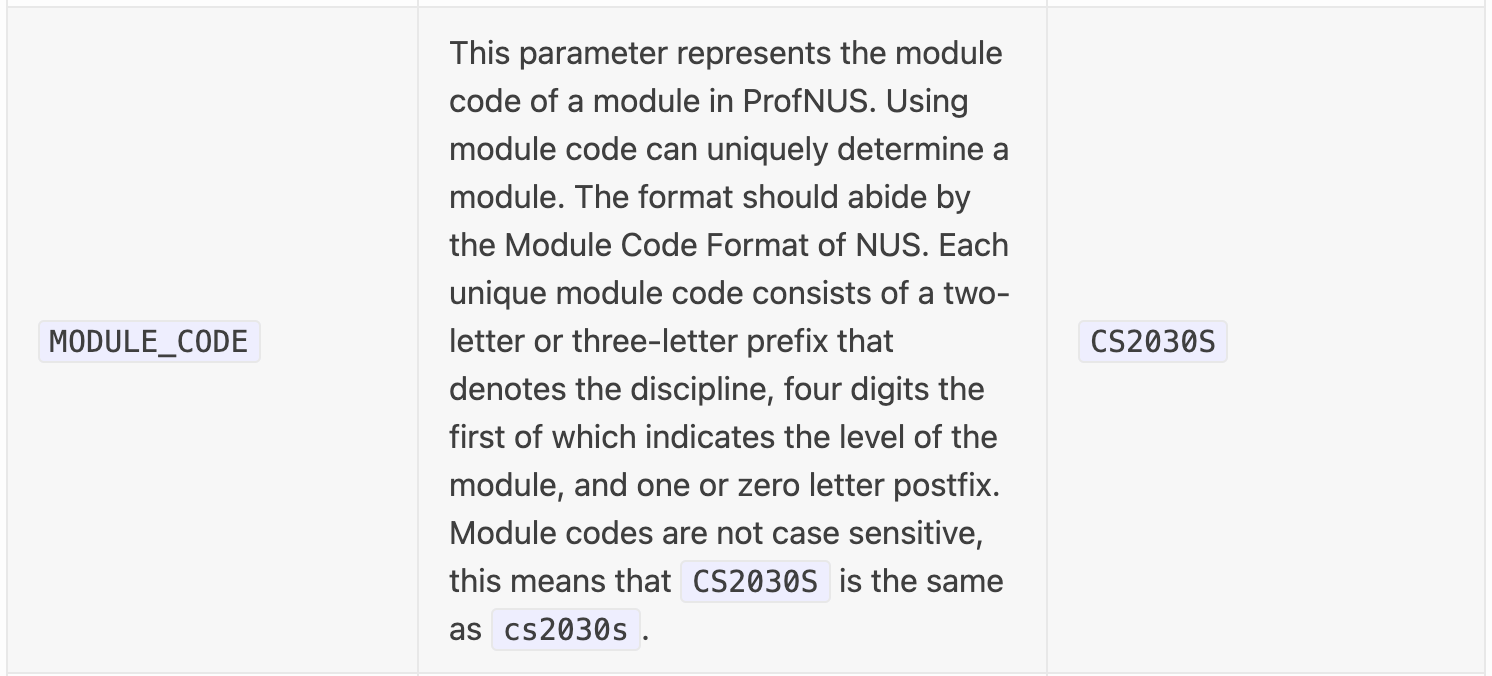 This parameter represents the module
code of a module in ProfNUS. Using
module code can uniquely determine a
module. The format should abide by
the Module Code Format of NUS. Each
unique module code consists of a two-
MODULE_CODE letter or three-letter prefix that CS2030S
denotes the discipline, four digits the
first of which indicates the level of the
module, and one or zero letter postfix.
Module codes are not case sensitive,
this means that CS2030S is the same
as cs2030s.